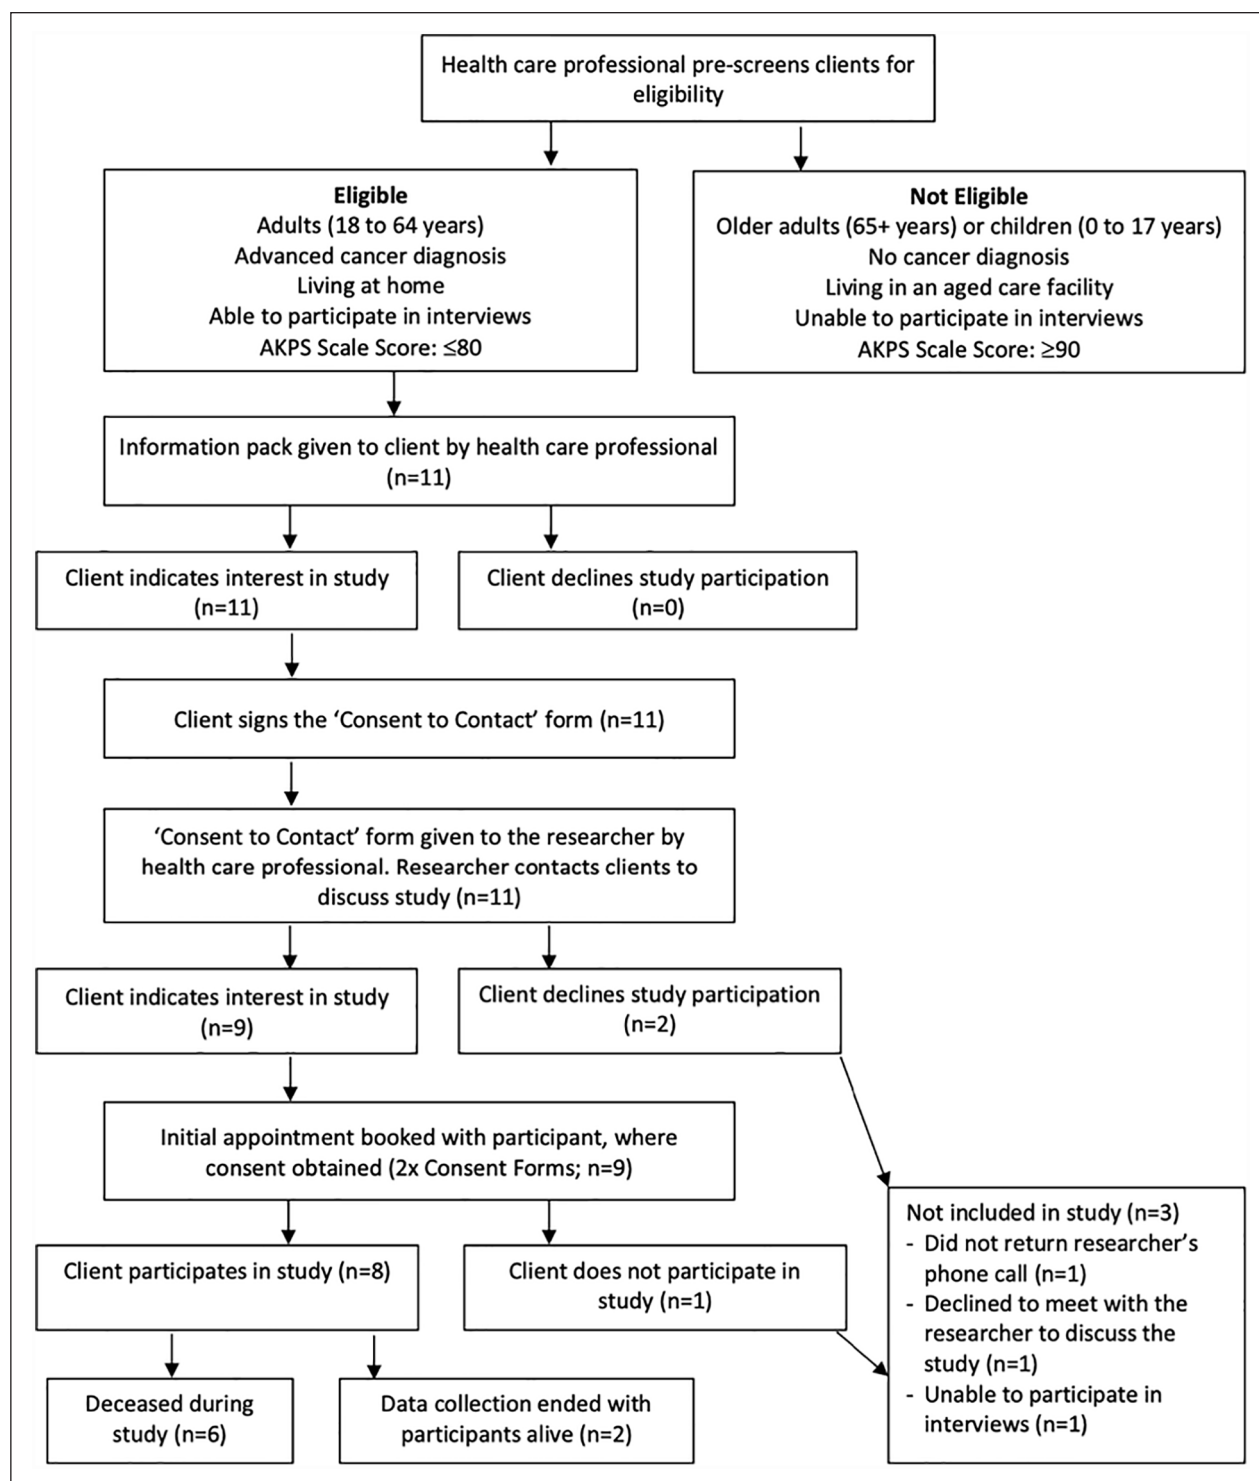 Health care professional pre-screens clients for
eligibility
Eligible
Adults (18 to 64 years)
Advanced cancer diagnosis
Living at home
Able to participate in interviews
AKPS Scale Score: ≤80
Not Eligible
Older adults (65+ years) or children (0 to 17 years)
No cancer diagnosis
Living in an aged care facility
Unable to participate in interviews
AKPS Scale Score: ≥90
Information pack given to client by health care professional
(n=11)
Client indicates interest in study
(n=11)
Client declines study participation
(n=0)
Client signs the ‘Consent to Contact’ form (n=11)
‘Consent to Contact’ form given to the researcher by
health care professional. Researcher contacts clients to
discuss study (n=11)
Client indicates interest in study
(n=9)
Client declines study participation
(n=2)
Initial appointment booked with participant, where
consent obtained (2x Consent Forms; n=9)
Client participates in study (n=8)
Client does not participate in
study (n=1)
Not included in study (n=3)
- Did not return researcher’s
phone call (n=1)
- Declined to meet with the
researcher to discuss the
study (n=1)
- Unable to participate in
interviews (n=1)
Deceased during
study (n=6)
Data collection ended with
participants alive (n=2)